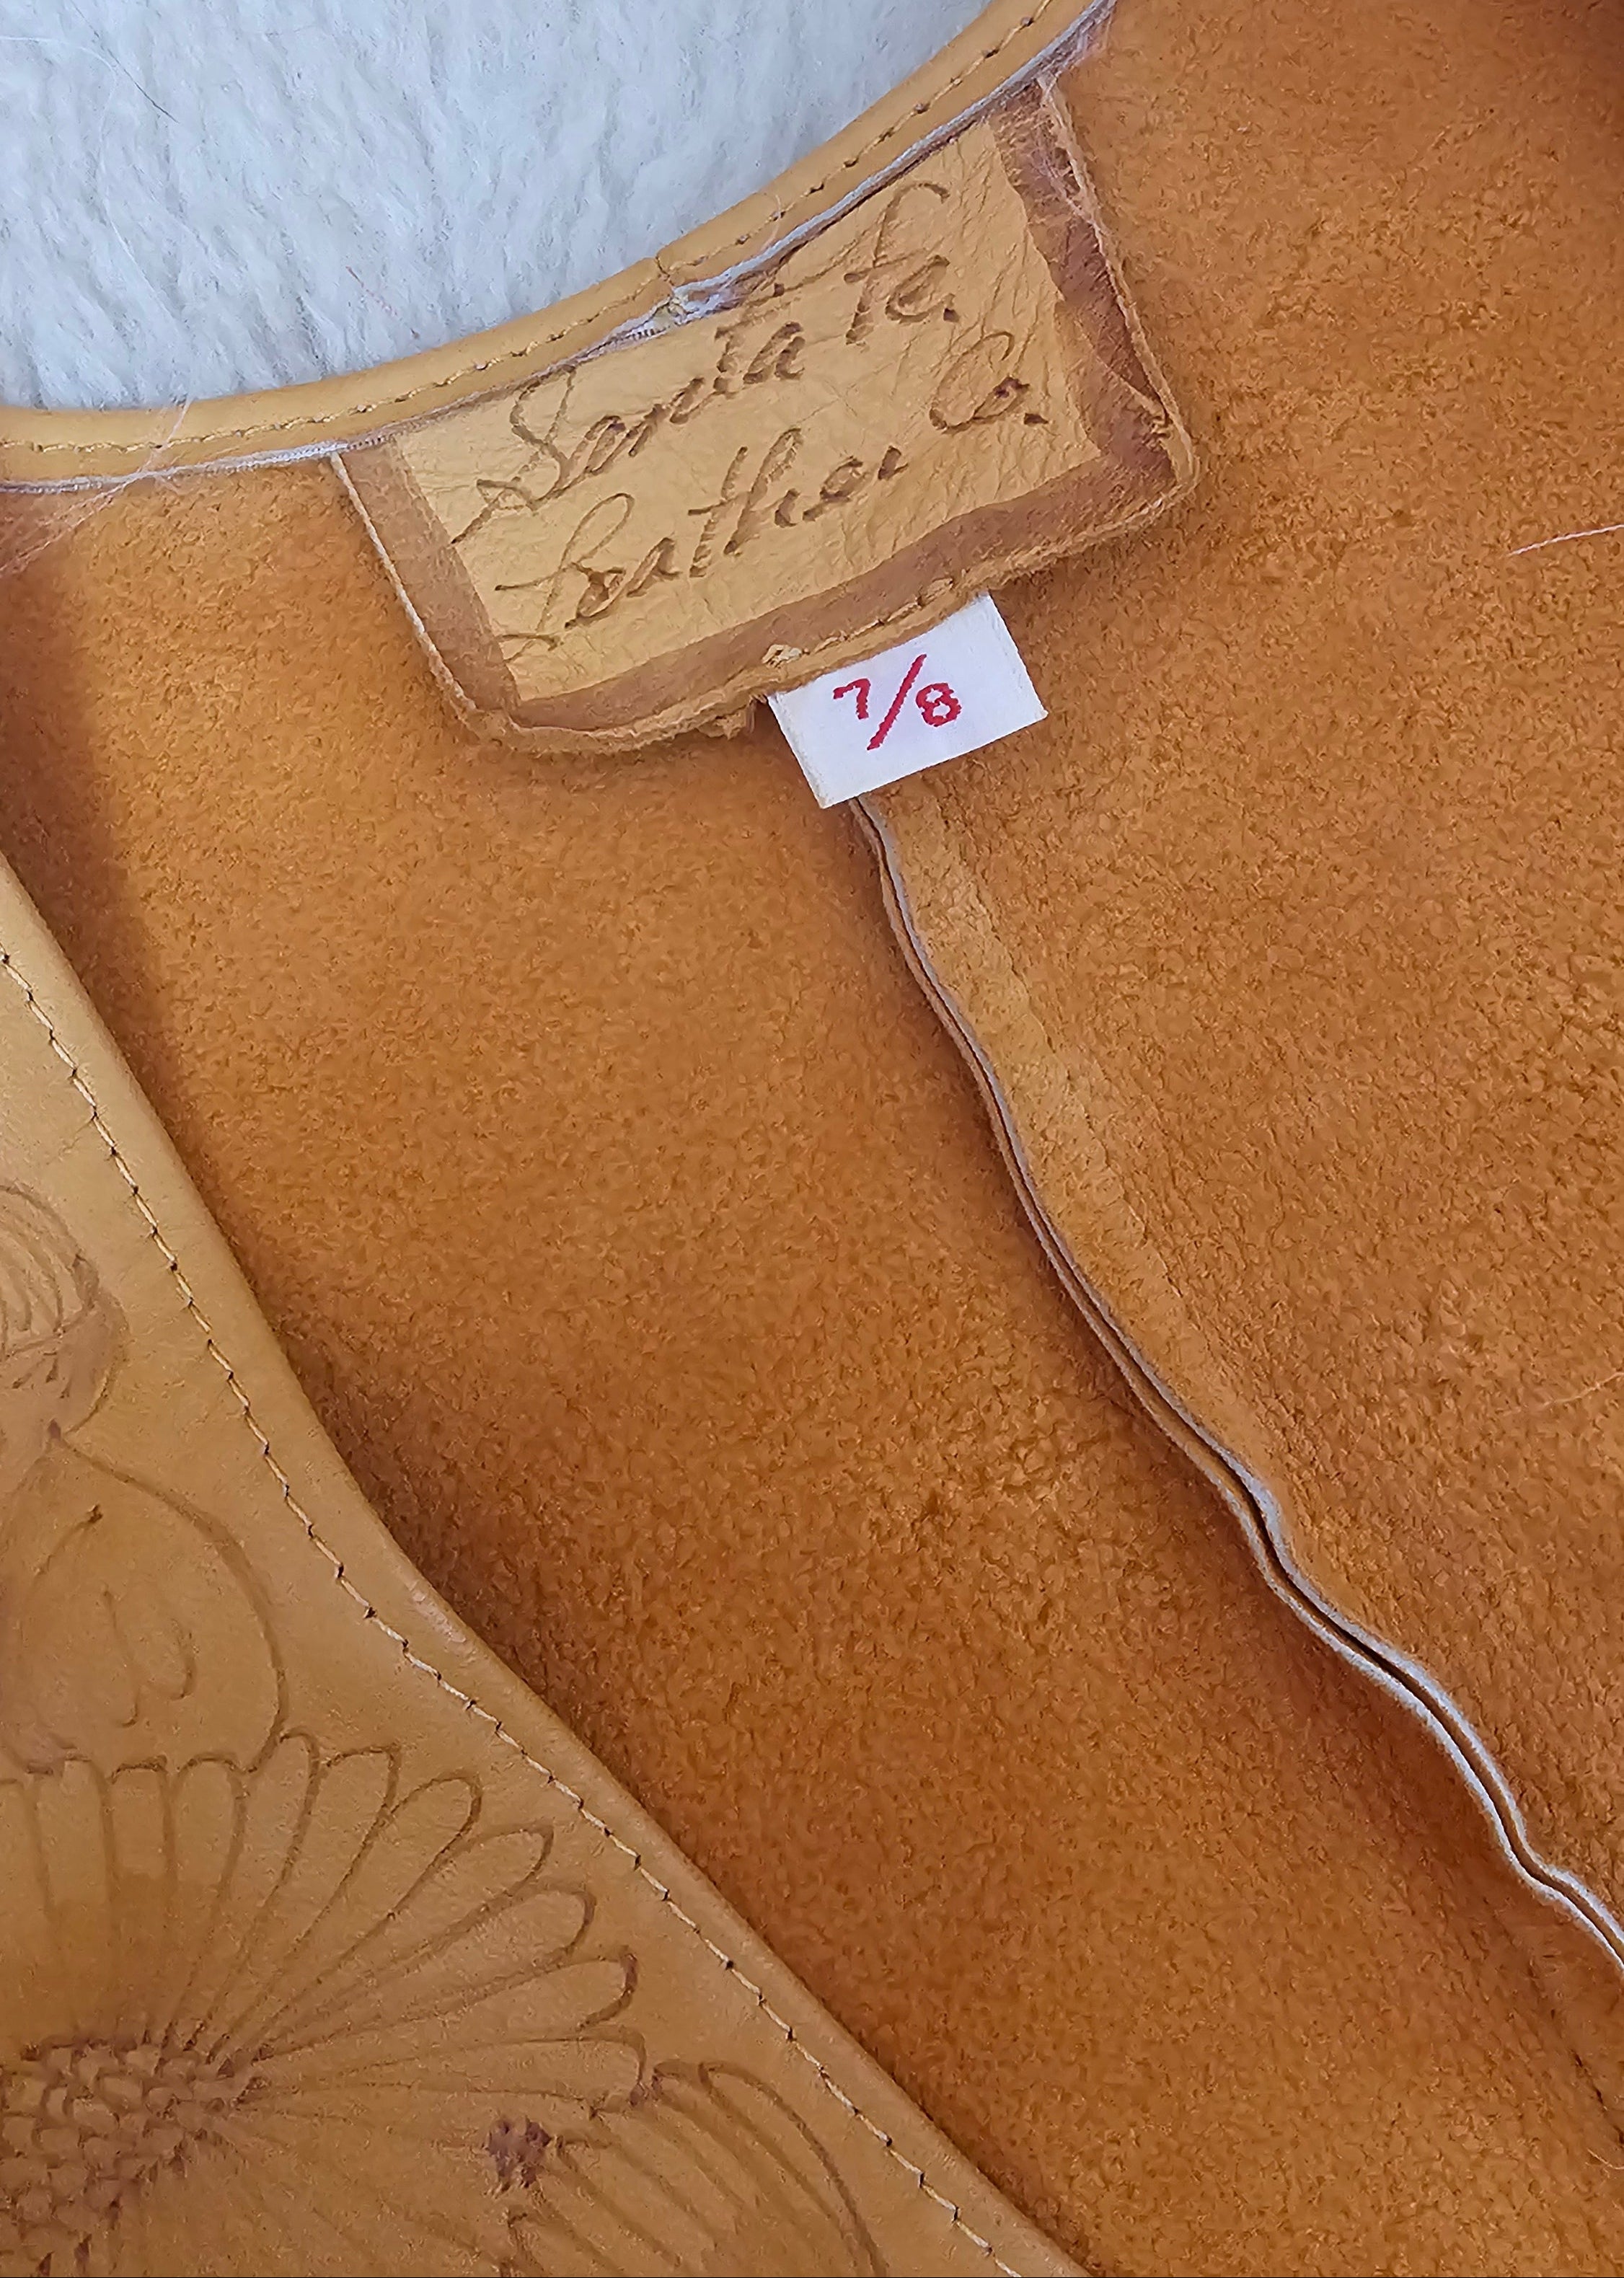 Santa Fe.
Leather Co.
7/8